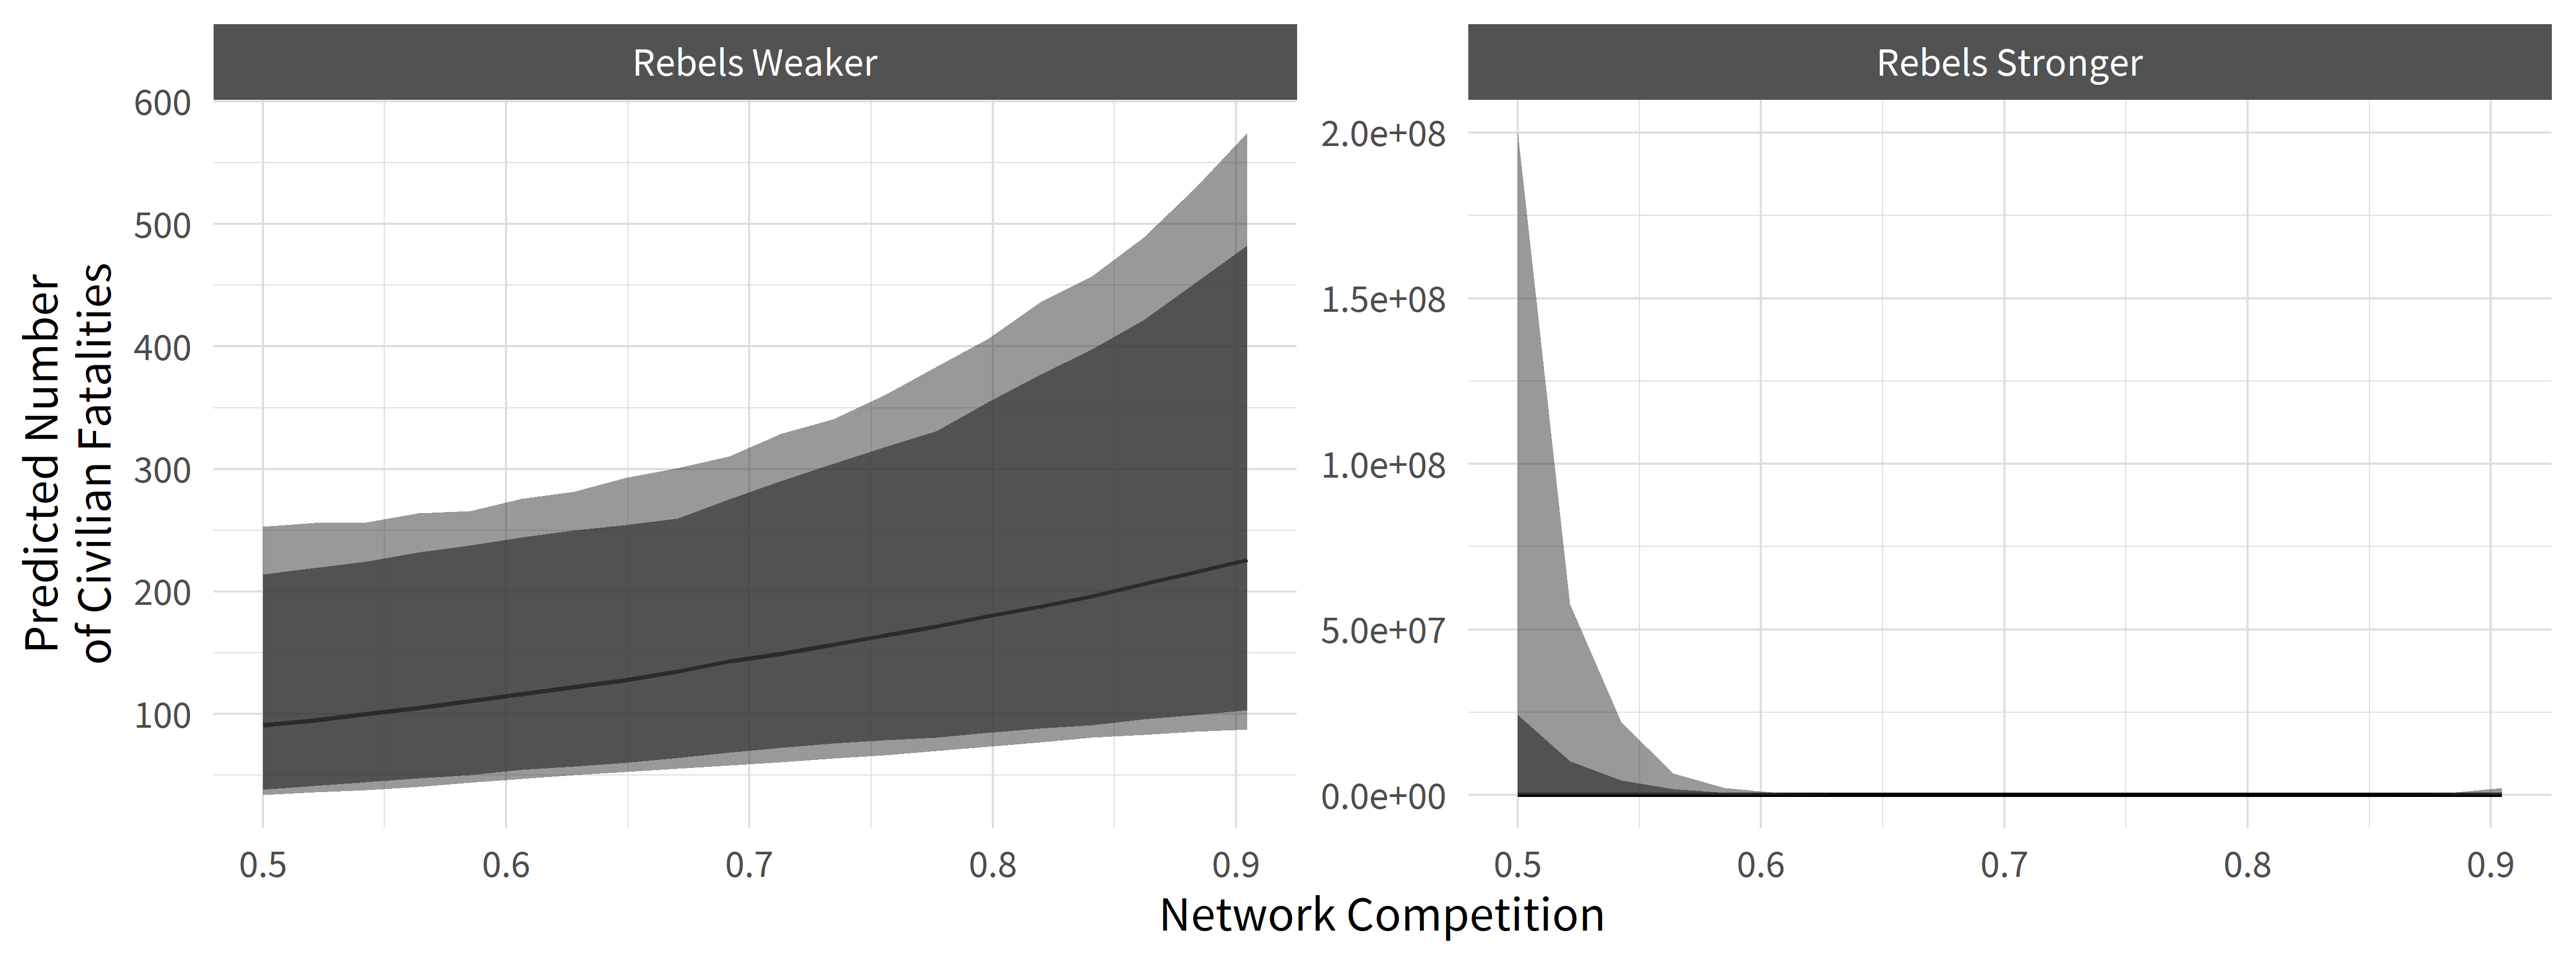 Rebels Weaker
Rebels Stronger
Predicted Number
of Civilian Fatalities
600
500
400
300
200
100
2.0e+08
1.5e+08
1.0e+08
5.0e+07
0.0e+00
0.5 0.6 0.7 0.8 0.9
0.5 0.6 0.7 0.8 0.9
Network Competition